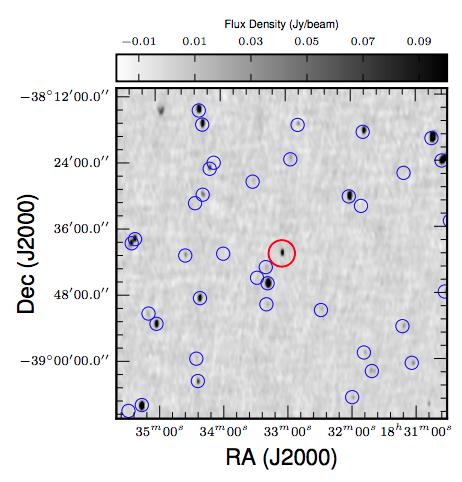 Flux Density (Jy/beam)
−0.01 0.01 0.03 0.05 0.07 0.09
−38°12′00.0″
24′00.0″
36′00.0″
48′00.0″
−39°00′00.0″
Dec (J2000)
35ᵐ00ˢ 34ᵐ00ˢ 33ᵐ00ˢ 32ᵐ00ˢ 18ʰ31ᵐ00ˢ
RA (J2000)